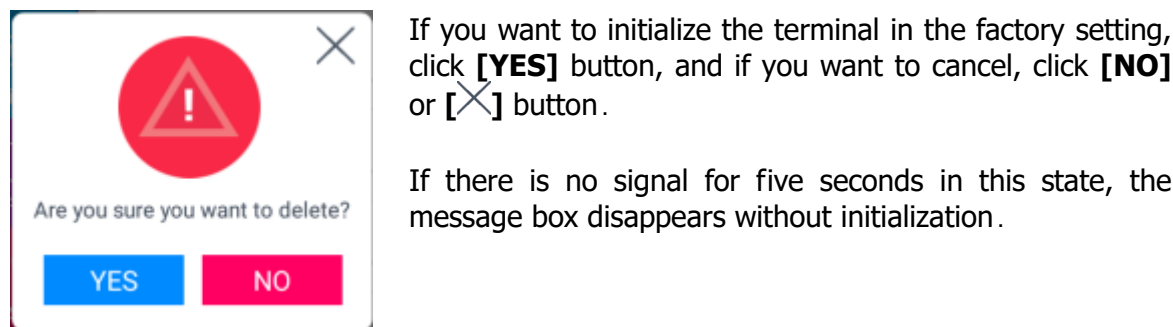 !
Are you sure you want to delete?
YES NO
If you want to initialize the terminal in the factory setting,
click [YES] button, and if you want to cancel, click [NO]
or [╳] button.
If there is no signal for five seconds in this state, the
message box disappears without initialization.